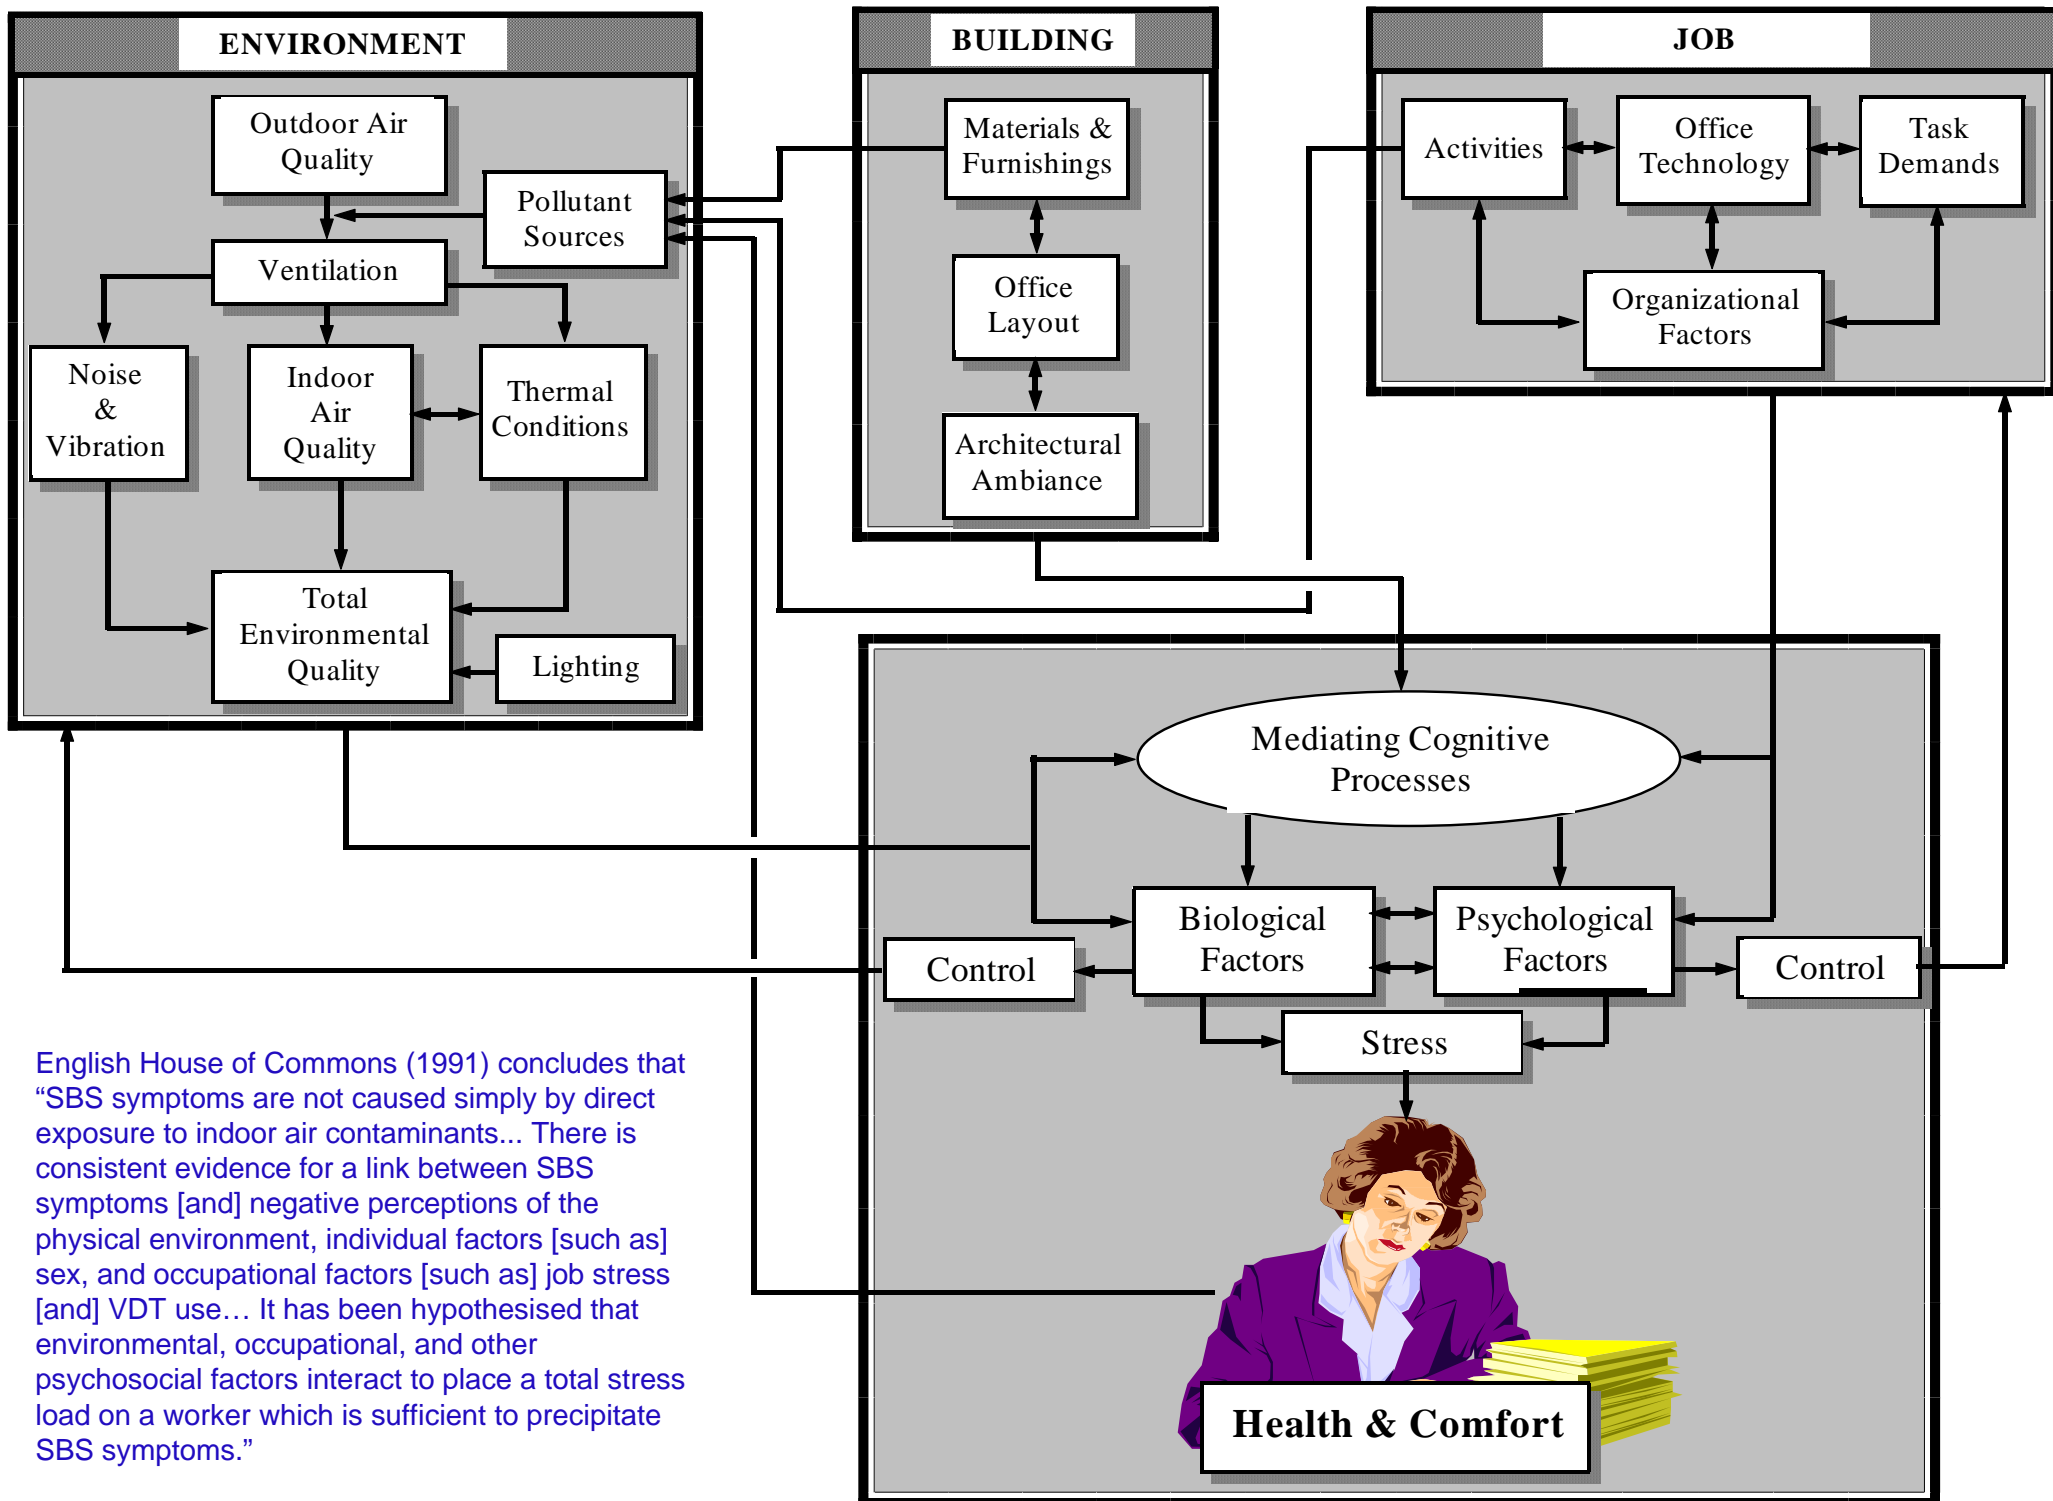 ENVIRONMENT
Outdoor Air
Quality
Pollutant
Sources
Ventilation
Noise
&
Vibration
Indoor
Air
Quality
Thermal
Conditions
Total
Environmental
Quality
Lighting
BUILDING
Materials &
Furnishings
Office
Layout
Architectural
Ambiance
JOB
Activities
Office
Technology
Task
Demands
Organizational
Factors
Mediating Cognitive
Processes
Biological
Factors
Psychological
Factors
Control
Control
Stress
Health & Comfort
English House of Commons (1991) concludes that
“SBS symptoms are not caused simply by direct
exposure to indoor air contaminants... There is
consistent evidence for a link between SBS
symptoms [and] negative perceptions of the
physical environment, individual factors [such as]
sex, and occupational factors [such as] job stress
[and] VDT use… It has been hypothesised that
environmental, occupational, and other
psychosocial factors interact to place a total stress
load on a worker which is sufficient to precipitate
SBS symptoms.”